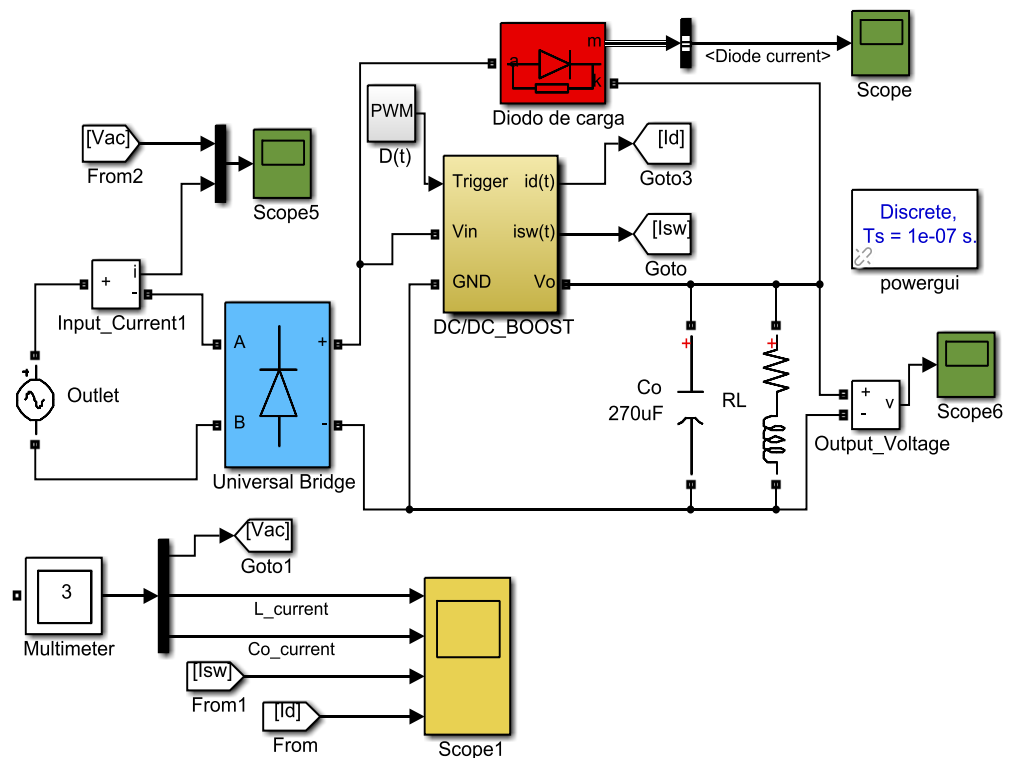 m
<Diode current>
a
k
Scope
Diodo de carga
PWM
D(t)
[Vac]
From2
Scope5
[Id]
Goto3
Trigger
id(t)
Vin
isw(t)
GND
Vo
DC/DC_BOOST
[Isw]
Goto
Discrete,
Ts = 1e-07 s.
powergui
+
i
-
Input_Current1
A
+
B
-
Universal Bridge
+
Outlet
+
Co
270uF
+
RL
+
-
v
Output_Voltage
Scope6
[Vac]
Goto1
3
Multimeter
L_current
Co_current
[Isw]
From1
[Id]
From
Scope1